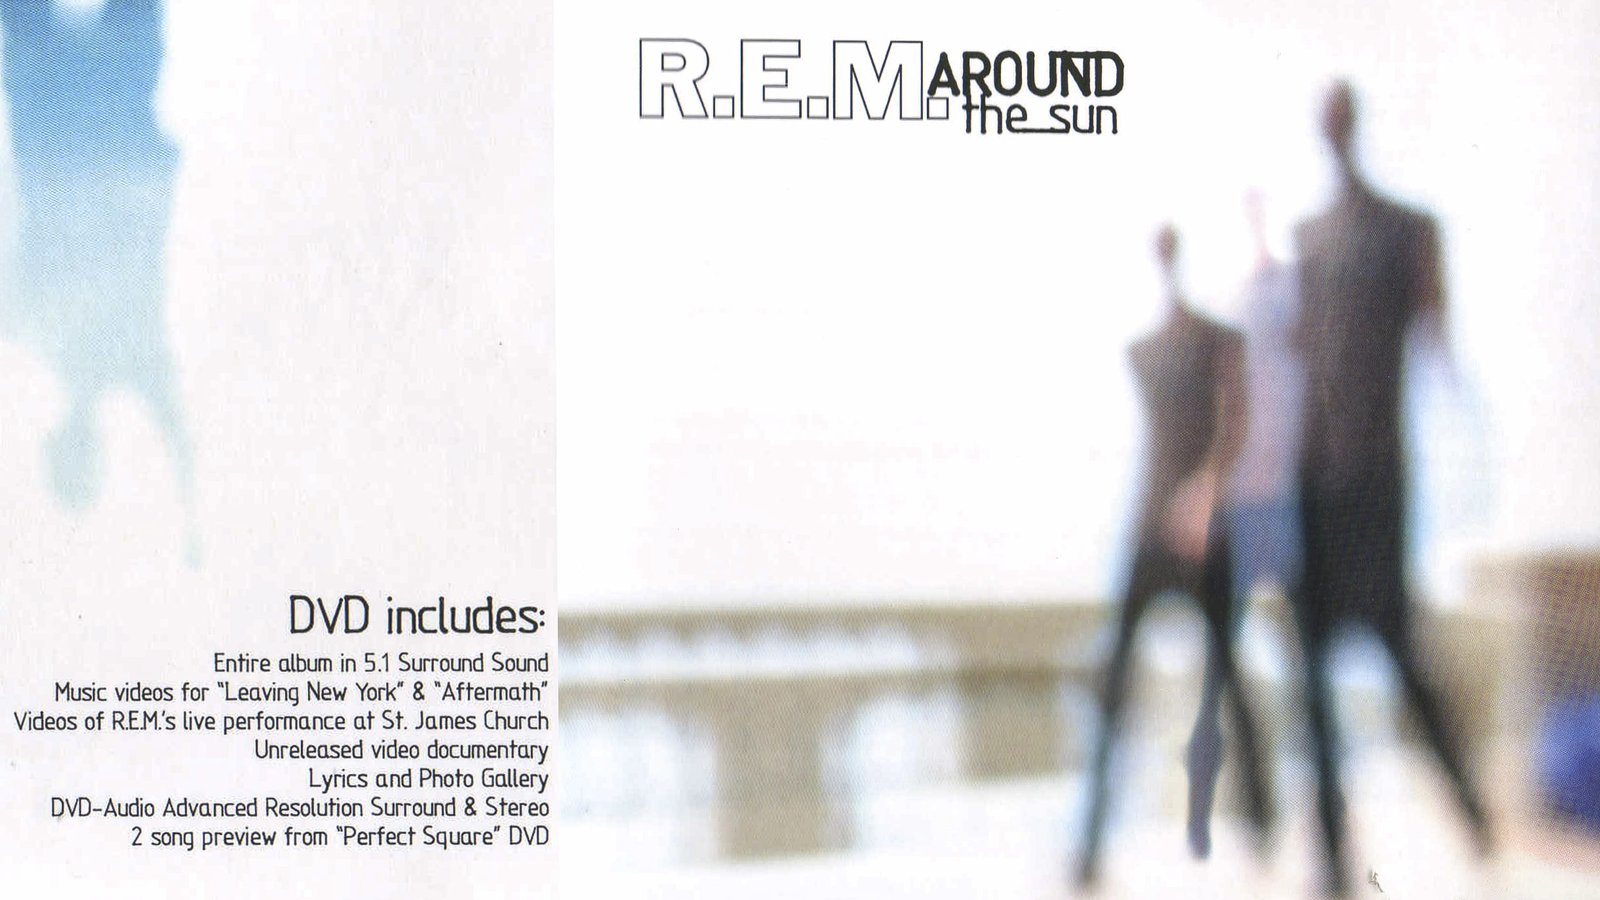 R.E.M. AROUND
the sun
DVD includes:
Entire album in 5.1 Surround Sound
Music videos for "Leaving New York" & "Aftermath"
Videos of R.E.M.'s live performance at St. James Church
Unreleased video documentary
Lyrics and Photo Gallery
DVD-Audio Advanced Resolution Surround & Stereo
2 song preview from "Perfect Square" DVD